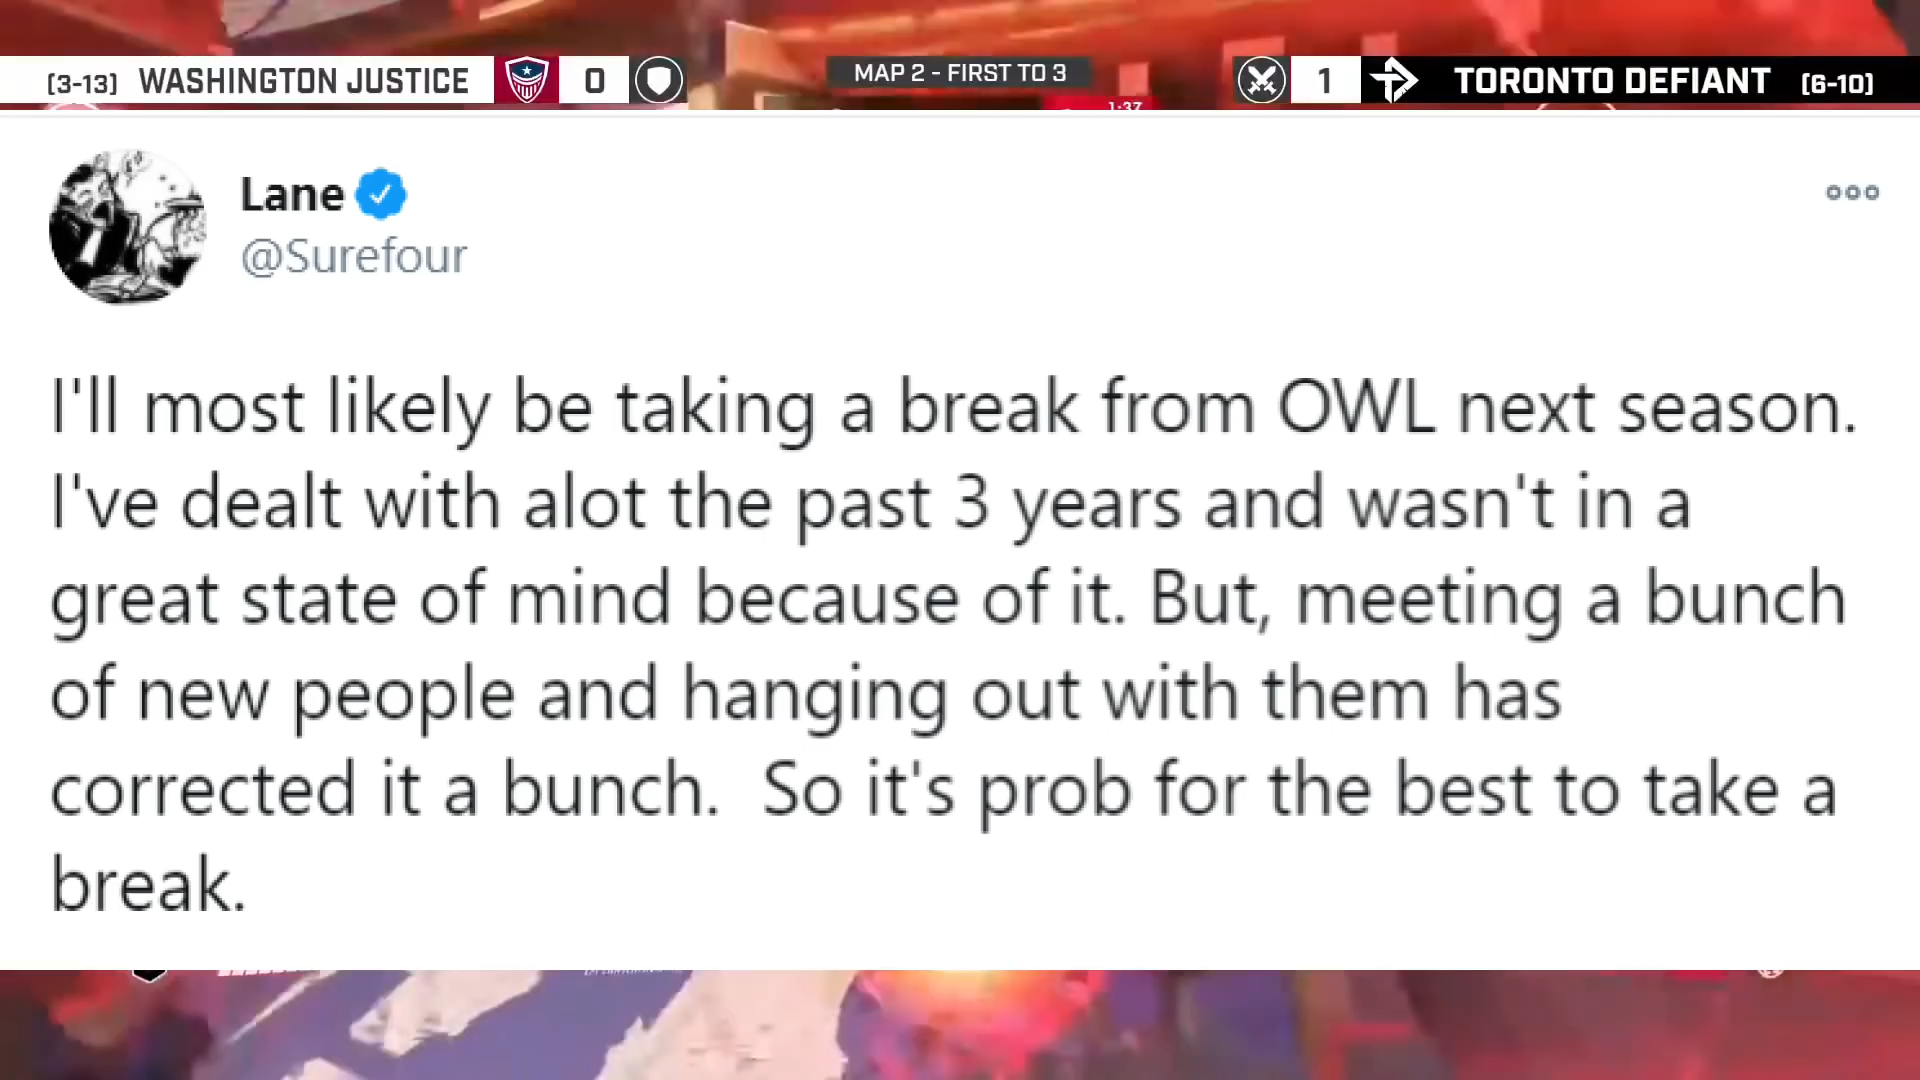 [3-13] WASHINGTON JUSTICE 0 MAP 2 - FIRST TO 3 1 TORONTO DEFIANT [6-10]
1:37
Lane
@Surefour
I'll most likely be taking a break from OWL next season.
I've dealt with alot the past 3 years and wasn't in a
great state of mind because of it. But, meeting a bunch
of new people and hanging out with them has
corrected it a bunch.  So it's prob for the best to take a
break.